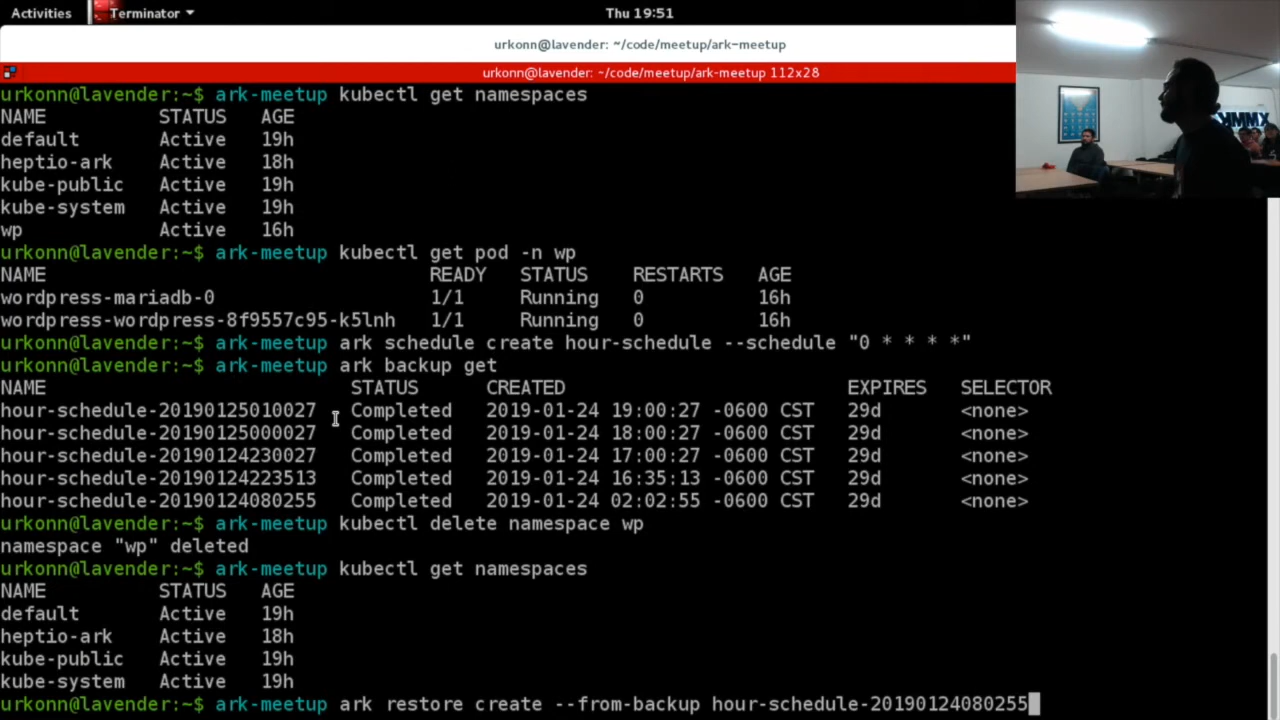 Activities Terminator Thu 19:51
urkonn@lavender: ~/code/meetup/ark-meetup
urkonn@lavender: ~/code/meetup/ark-meetup 112x28
urkonn@lavender:~$ ark-meetup kubectl get namespaces
NAME STATUS AGE
default Active 19h
heptio-ark Active 18h
kube-public Active 19h
kube-system Active 19h
wp Active 16h
urkonn@lavender:~$ ark-meetup kubectl get pod -n wp
NAME READY STATUS RESTARTS AGE
wordpress-mariadb-0 1/1 Running 0 16h
wordpress-wordpress-8f9557c95-k5lnh 1/1 Running 0 16h
urkonn@lavender:~$ ark-meetup ark schedule create hour-schedule --schedule "0 * * * *"
urkonn@lavender:~$ ark-meetup ark backup get
NAME STATUS CREATED EXPIRES SELECTOR
hour-schedule-20190125010027 Completed 2019-01-24 19:00:27 -0600 CST 29d <none>
hour-schedule-20190125000027 Completed 2019-01-24 18:00:27 -0600 CST 29d <none>
hour-schedule-20190124230027 Completed 2019-01-24 17:00:27 -0600 CST 29d <none>
hour-schedule-20190124223513 Completed 2019-01-24 16:35:13 -0600 CST 29d <none>
hour-schedule-20190124080255 Completed 2019-01-24 02:02:55 -0600 CST 29d <none>
urkonn@lavender:~$ ark-meetup kubectl delete namespace wp
namespace "wp" deleted
urkonn@lavender:~$ ark-meetup kubectl get namespaces
NAME STATUS AGE
default Active 19h
heptio-ark Active 18h
kube-public Active 19h
kube-system Active 19h
urkonn@lavender:~$ ark-meetup ark restore create --from-backup hour-schedule-20190124080255